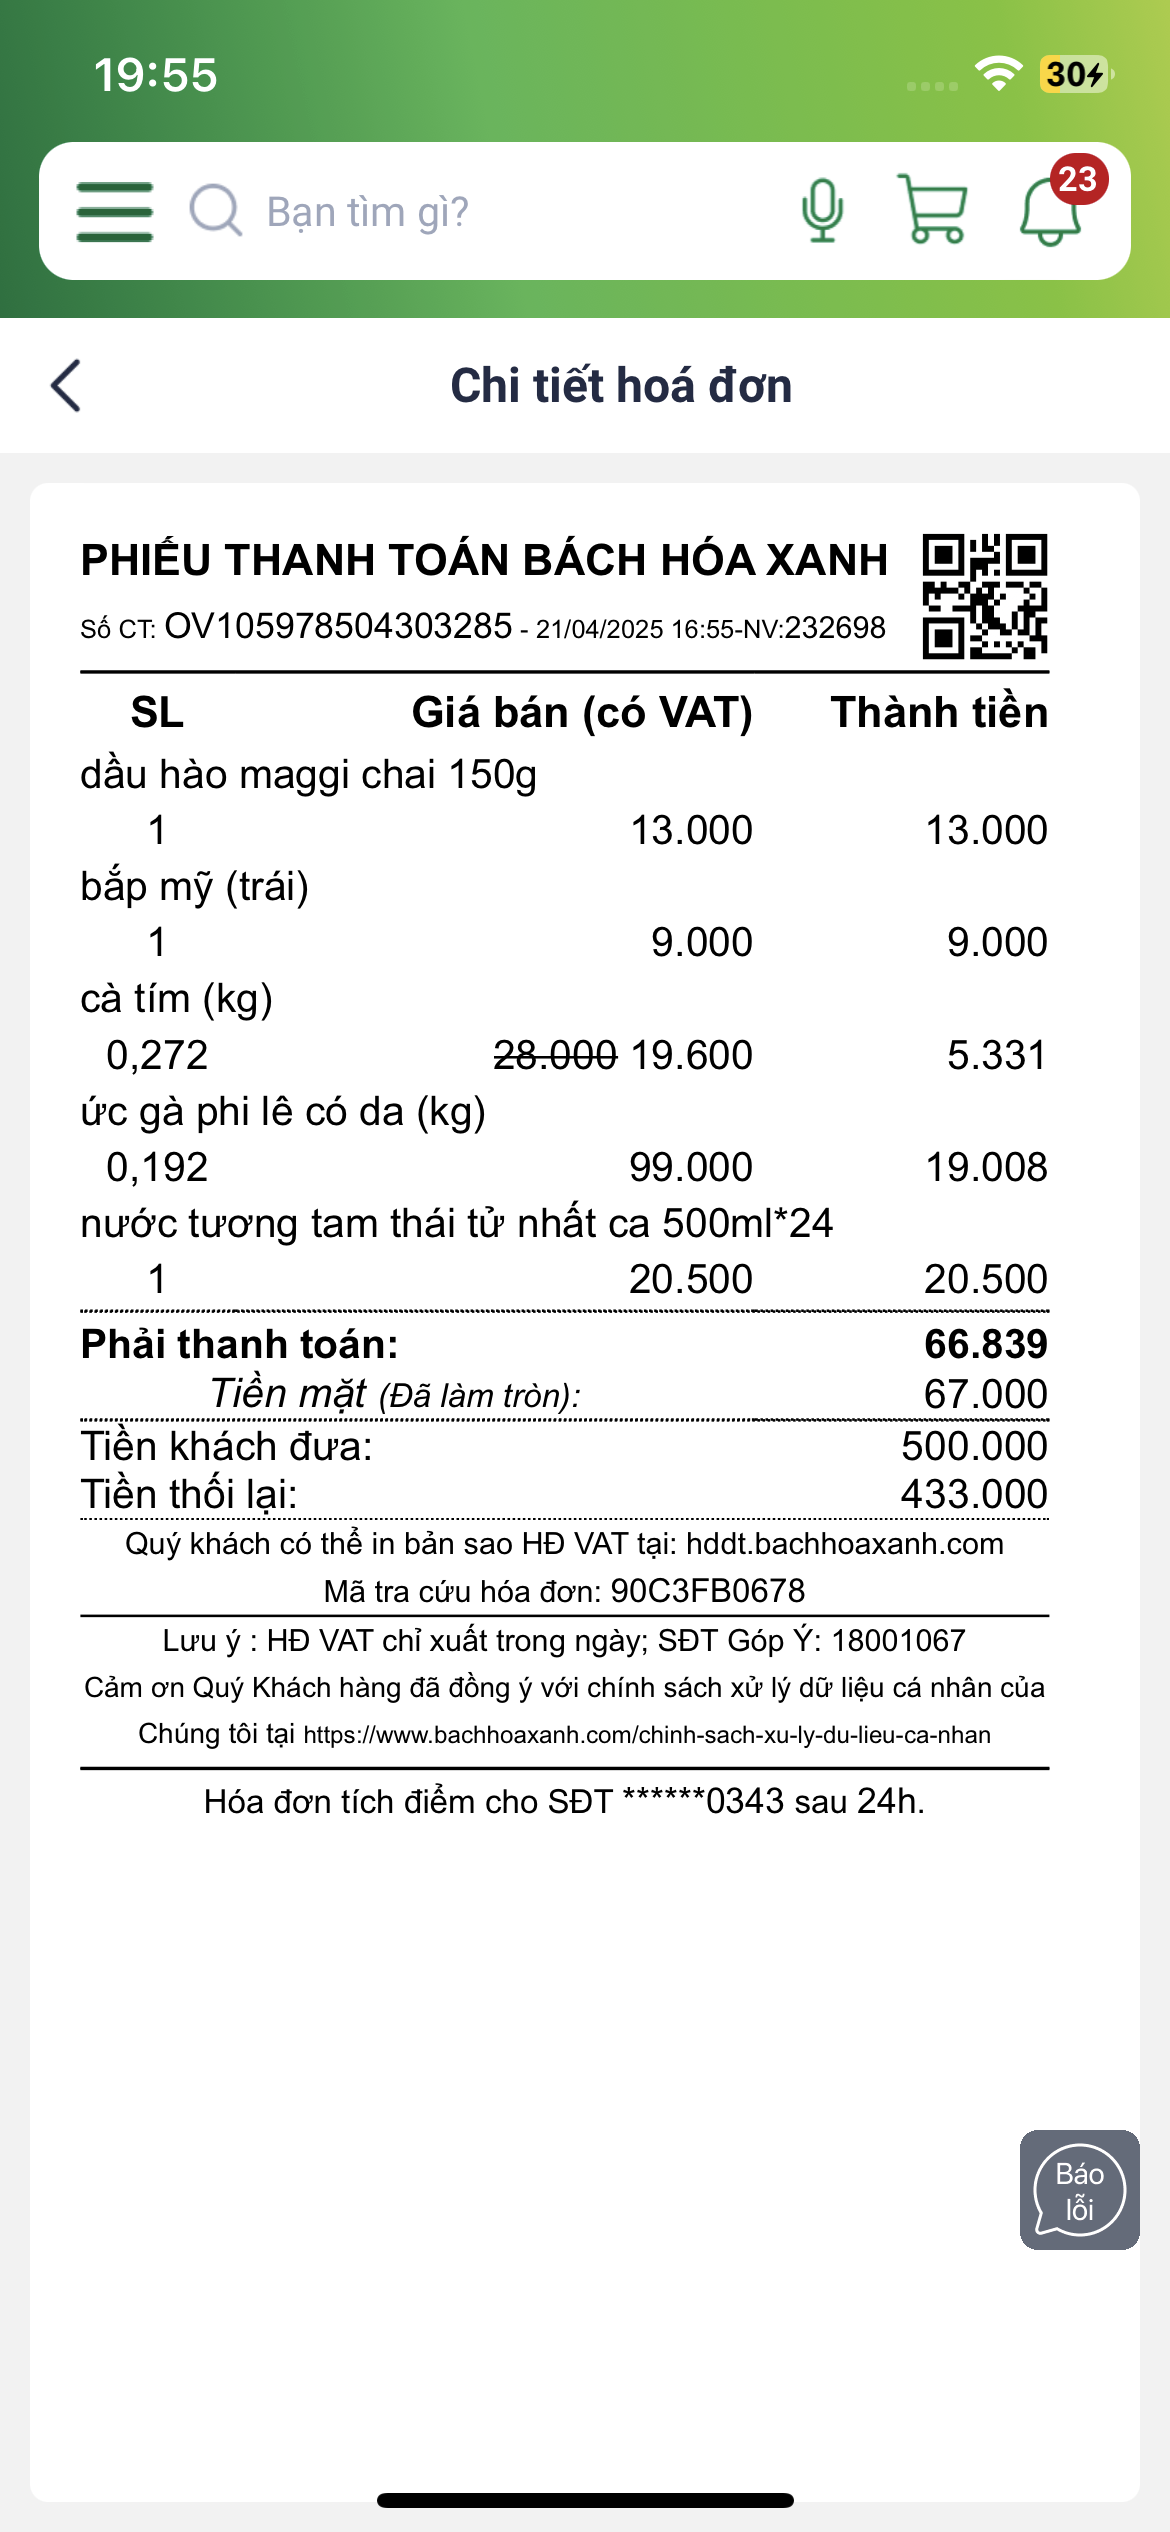 19:55
30
Bạn tìm gì?
23
Chi tiết hoá đơn
PHIẾU THANH TOÁN BÁCH HÓA XANH
Số CT: OV105978504303285 - 21/04/2025 16:55-NV:232698
SL Giá bán (có VAT) Thành tiền
dầu hào maggi chai 150g
1 13.000 13.000
bắp mỹ (trái)
1 9.000 9.000
cà tím (kg)
0,272 28.000 19.600 5.331
ức gà phi lê có da (kg)
0,192 99.000 19.008
nước tương tam thái tử nhất ca 500ml*24
1 20.500 20.500
Phải thanh toán: 66.839
Tiền mặt (Đã làm tròn): 67.000
Tiền khách đưa: 500.000
Tiền thối lại: 433.000
Quý khách có thể in bản sao HĐ VAT tại: hddt.bachhoaxanh.com
Mã tra cứu hóa đơn: 90C3FB0678
Lưu ý : HĐ VAT chỉ xuất trong ngày; SĐT Góp Ý: 18001067
Cảm ơn Quý Khách hàng đã đồng ý với chính sách xử lý dữ liệu cá nhân của
Chúng tôi tại https://www.bachhoaxanh.com/chinh-sach-xu-ly-du-lieu-ca-nhan
Hóa đơn tích điểm cho SĐT ******0343 sau 24h.
Báo
lỗi